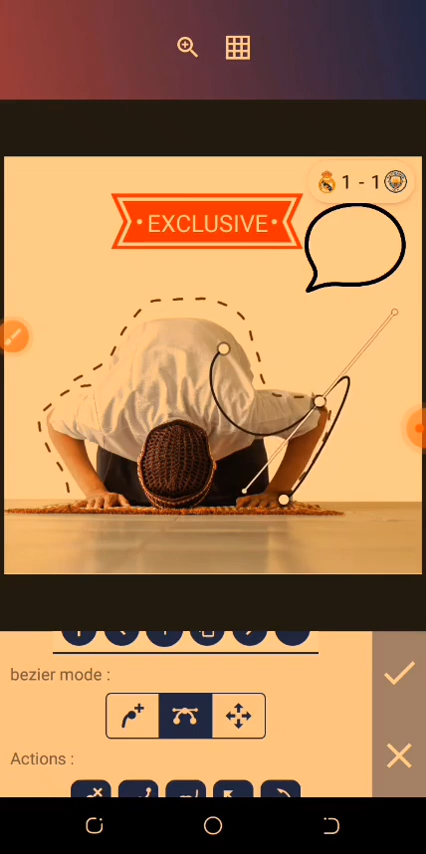 1 - 1
• EXCLUSIVE •
bezier mode :
Actions :